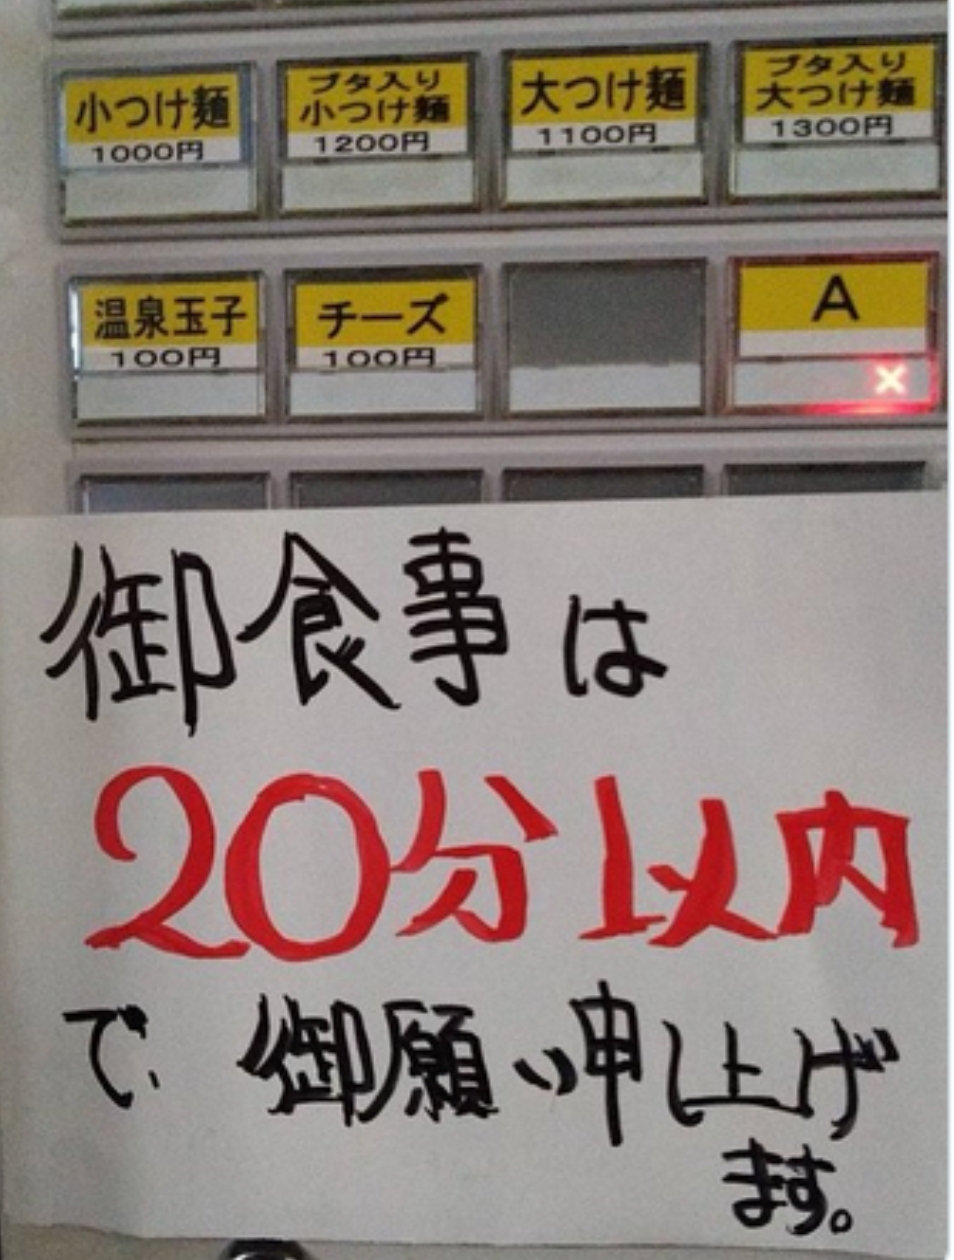 小つけ麺
1000円
ブタ入り
小つけ麺
1200円
大つけ麺
1100円
ブタ入り
大つけ麺
1300円
温泉玉子
100円
チーズ
100円
A
×
御食事は
20分以内
で御願い申し上げ
ます。